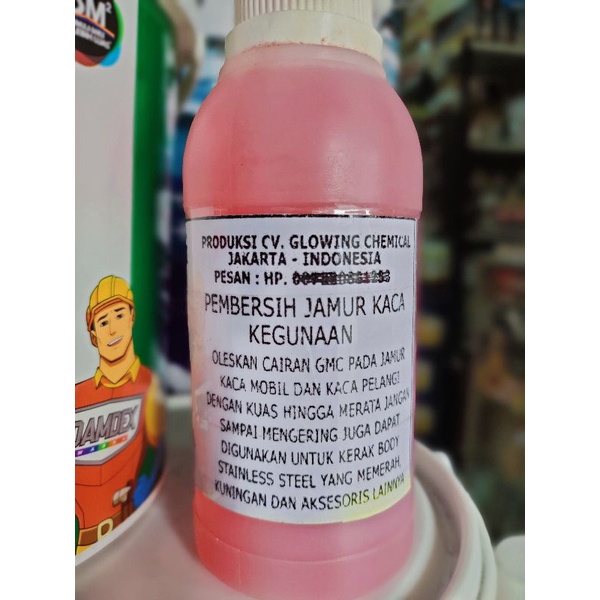 PRODUKSI CV. GLOWING CHEMICAL
JAKARTA - INDONESIA
PESAN : HP.
PEMBERSIH JAMUR KACA
KEGUNAAN
OLESKAN CAIRAN GMC PADA JAMUR
KACA MOBIL DAN KACA PELANGI
DENGAN KUAS HINGGA MERATA JANGAN
SAMPAI MENGERING JUGA DAPAT
DIGUNAKAN UNTUK KERAK BODY
STAINLESS STEEL YANG MEMERAH,
KUNINGAN DAN AKSESORIS LAINNYA